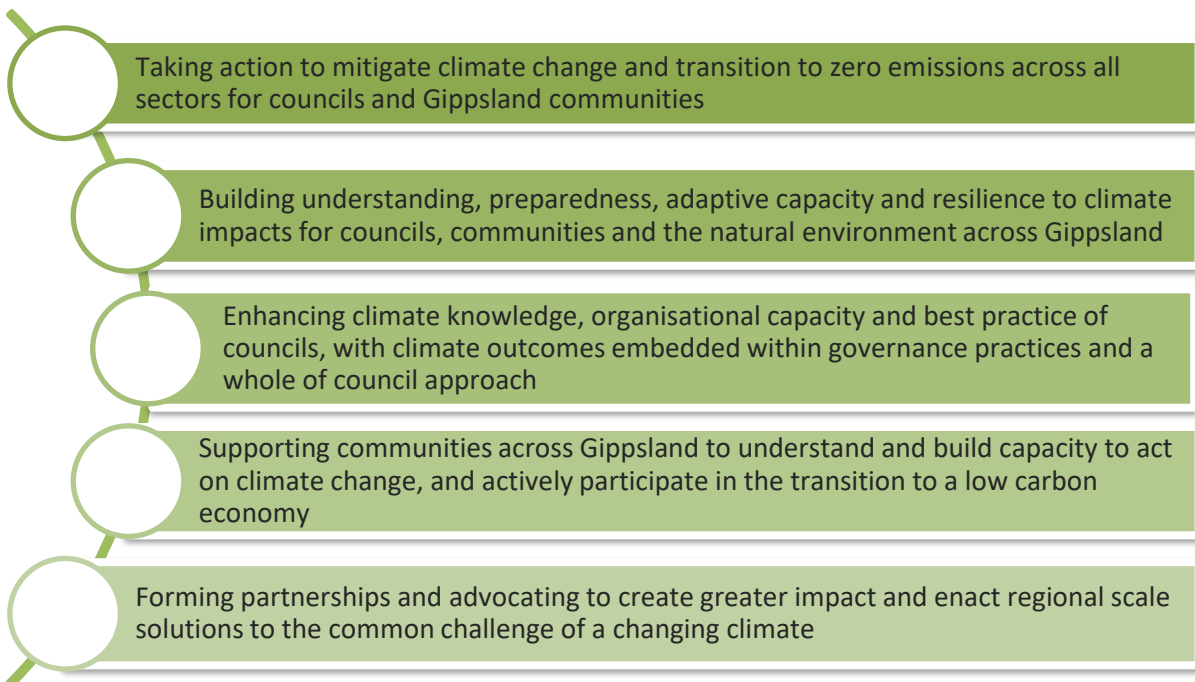 Taking action to mitigate climate change and transition to zero emissions across all
sectors for councils and Gippsland communities
Building understanding, preparedness, adaptive capacity and resilience to climate
impacts for councils, communities and the natural environment across Gippsland
Enhancing climate knowledge, organisational capacity and best practice of
councils, with climate outcomes embedded within governance practices and a
whole of council approach
Supporting communities across Gippsland to understand and build capacity to act
on climate change, and actively participate in the transition to a low carbon
economy
Forming partnerships and advocating to create greater impact and enact regional scale
solutions to the common challenge of a changing climate